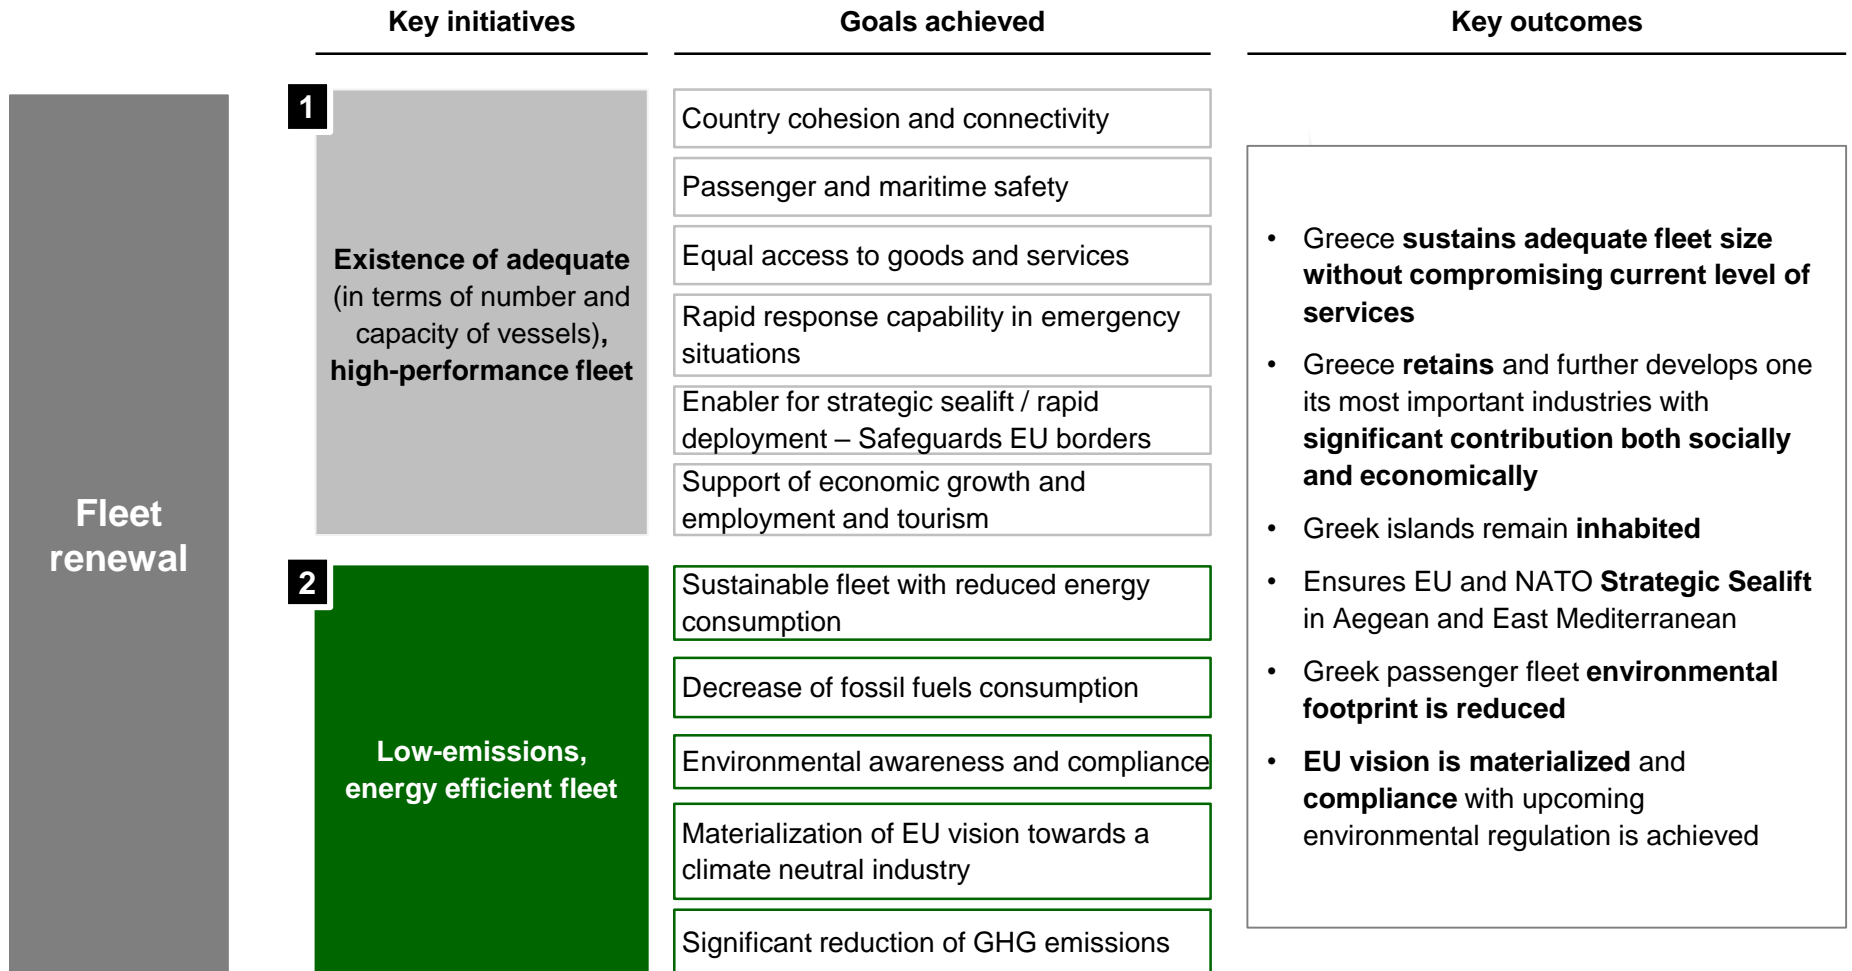 Key initiatives
Goals achieved
Key outcomes
Fleet
renewal
1
Existence of adequate
(in terms of number and
capacity of vessels),
high-performance fleet
Country cohesion and connectivity
Passenger and maritime safety
Equal access to goods and services
Rapid response capability in emergency
situations
Enabler for strategic sealift / rapid
deployment – Safeguards EU borders
Support of economic growth and
employment and tourism
2
Low-emissions,
energy efficient fleet
Sustainable fleet with reduced energy
consumption
Decrease of fossil fuels consumption
Environmental awareness and compliance
Materialization of EU vision towards a
climate neutral industry
Significant reduction of GHG emissions
• Greece sustains adequate fleet size
without compromising current level of
services
• Greece retains and further develops one
its most important industries with
significant contribution both socially
and economically
• Greek islands remain inhabited
• Ensures EU and NATO Strategic Sealift
in Aegean and East Mediterranean
• Greek passenger fleet environmental
footprint is reduced
• EU vision is materialized and
compliance with upcoming
environmental regulation is achieved